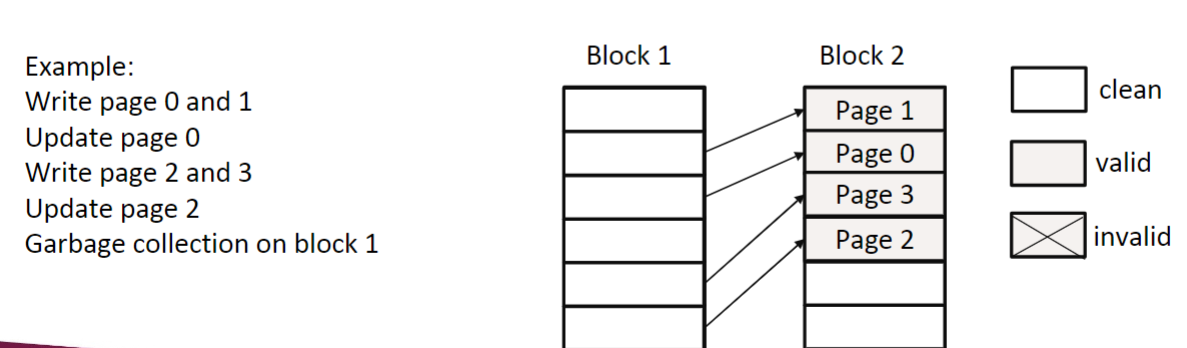 Example:
Write page 0 and 1
Update page 0
Write page 2 and 3
Update page 2
Garbage collection on block 1
Block 1
Block 2
Page 1
Page 0
Page 3
Page 2
clean
valid
invalid